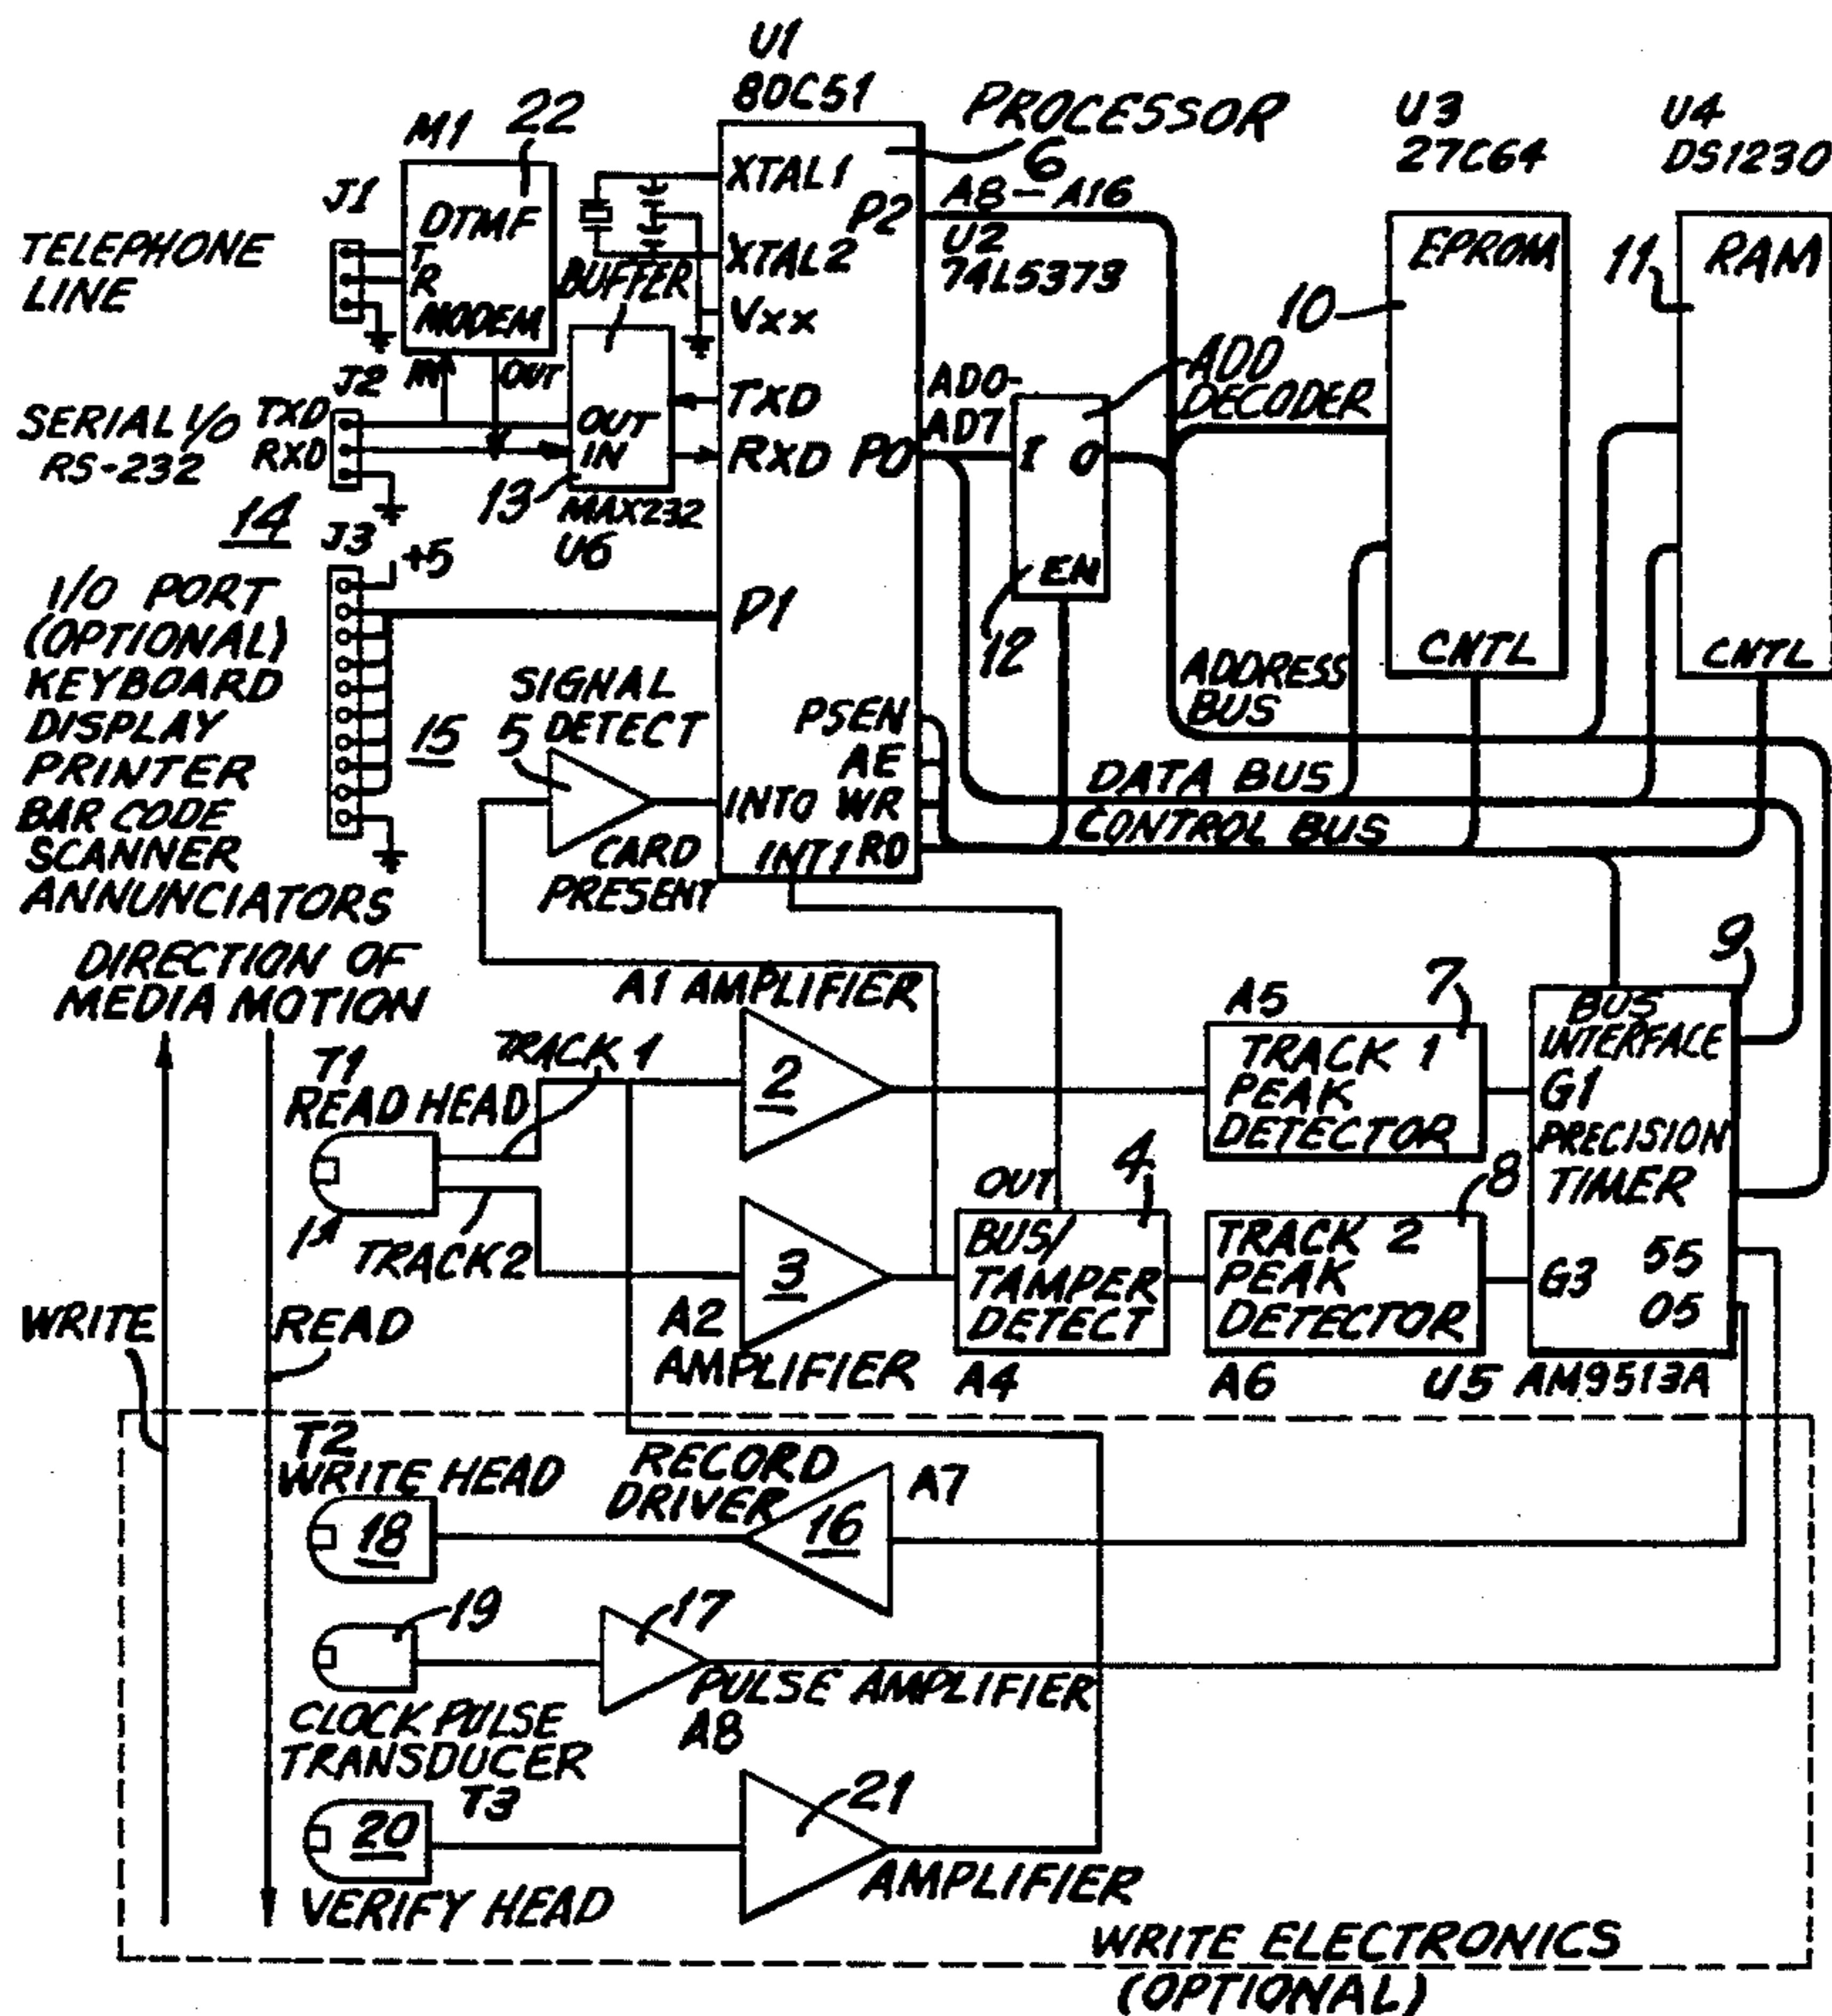 U1
80C51
PROCESSOR
6
U3
27C64
U4
DS1230
M1
22
J1
TELEPHONE
LINE
DTMF
T
R
MODEM
IN
OUT
BUFFER
XTAL1
XTAL2
Vxx
P2
A8-A16
U2
74LS373
EPROM
10
RAM
11
J2
SERIAL I/O
RS-232
TXD
RXD
OUT
IN
13
MAX232
U6
TXD
RXD
P0
AD0-
AD7
I
O
EN
12
ADD
DECODER
14
J3
+5
I/O PORT
(OPTIONAL)
KEYBOARD
DISPLAY
PRINTER
BAR CODE
SCANNER
ANNUNCIATORS
15
P1
SIGNAL
DETECT
5
CARD
PRESENT
PSEN
AE
INT0
WR
INT1
RD
CNTL
CNTL
ADDRESS
BUS
DATA BUS
CONTROL BUS
DIRECTION OF
MEDIA MOTION
A1 AMPLIFIER
T1
READ HEAD
TRACK 1
2
A5
7
TRACK 1
PEAK
DETECTOR
9
BUS
INTERFACE
G1
PRECISION
TIMER
1
TRACK 2
3
A2
AMPLIFIER
OUT
4
BUS/
TAMPER
DETECT
A4
8
TRACK 2
PEAK
DETECTOR
A6
G3
S5
O5
U5 AM9513A
WRITE
READ
T2
WRITE HEAD
18
RECORD
DRIVER
16
A7
19
17
CLOCK PULSE
TRANSDUCER
T3
PULSE AMPLIFIER
A8
20
VERIFY HEAD
21
AMPLIFIER
WRITE ELECTRONICS
(OPTIONAL)